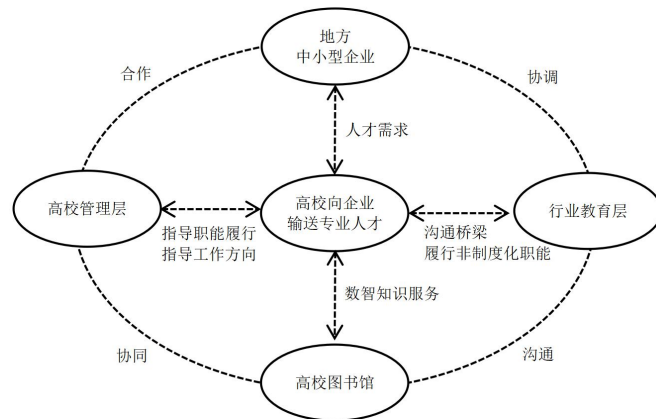 地方
中小型企业
合作
协调
人才需求
高校管理层
高校向企业
输送专业人才
行业教育层
指导职能履行
指导工作方向
沟通桥梁
履行非制度化职能
数智知识服务
协同
沟通
高校图书馆